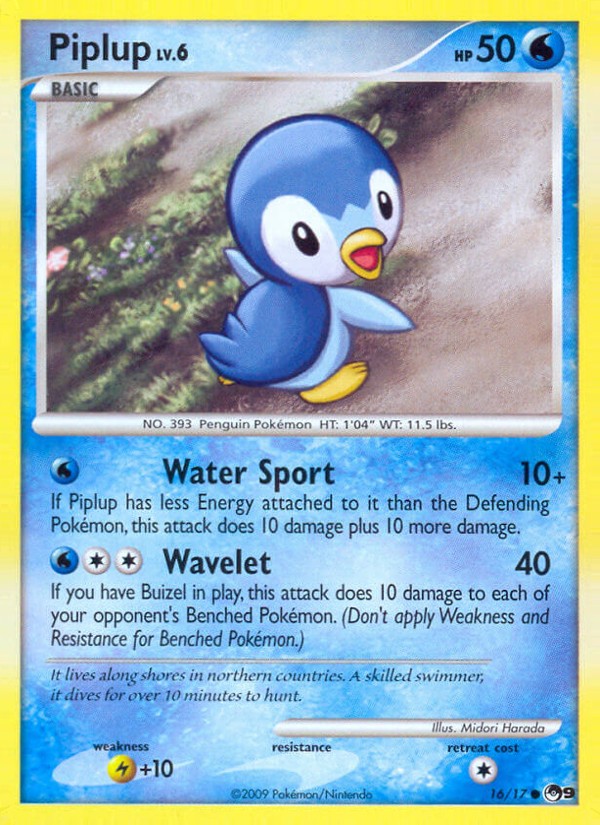 Piplup LV.6 HP 50
BASIC
NO. 393 Penguin Pokémon HT: 1'04" WT: 11.5 lbs.
Water Sport 10+
If Piplup has less Energy attached to it than the Defending
Pokémon, this attack does 10 damage plus 10 more damage.
Wavelet 40
If you have Buizel in play, this attack does 10 damage to each of
your opponent's Benched Pokémon. (Don't apply Weakness and
Resistance for Benched Pokémon.)
It lives along shores in northern countries. A skilled swimmer,
it dives for over 10 minutes to hunt.
Illus. Midori Harada
weakness resistance retreat cost
+10
©2009 Pokémon/Nintendo 16/17 9